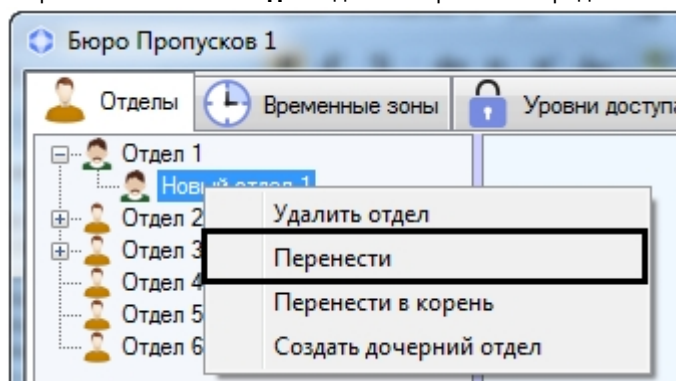 Бюро Пропусков 1
Отделы
Временные зоны
Уровни доступа
Отдел 1
Новый отдел 1
Отдел 2
Отдел 3
Отдел 4
Отдел 5
Отдел 6
Удалить отдел
Перенести
Перенести в корень
Создать дочерний отдел